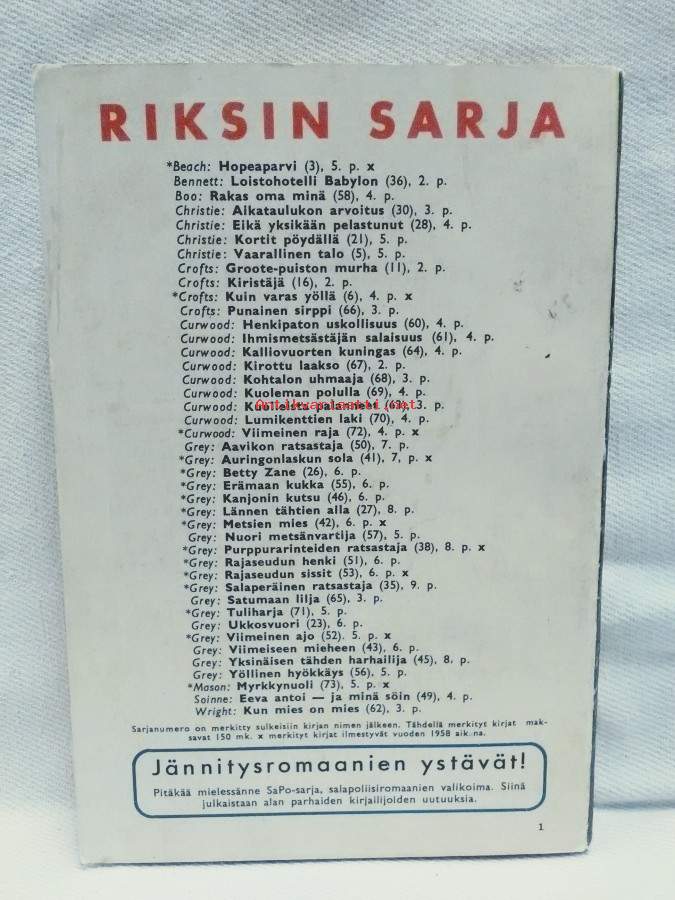 RIKSIN SARJA
*Beach: Hopeaparvi (3), 5. p. x
Bennett: Loistohotelli Babylon (36), 2. p.
Boo: Rakas oma minä (58), 4. p.
Christie: Aikataulukon arvoitus (30), 3. p.
Christie: Eikä yksikään pelastunut (28), 4. p.
Christie: Kortit pöydällä (21), 5. p.
Christie: Vaarallinen talo (5), 5. p.
Crofts: Groote-puiston murha (11), 2. p.
Crofts: Kiristäjä (16), 2. p.
*Crofts: Kuin varas yöllä (6), 4. p. x
Crofts: Punainen sirppi (66), 3. p.
Curwood: Henkipaton uskollisuus (60), 4. p.
Curwood: Ihmismetsästäjän salaisuus (61), 4. p.
Curwood: Kalliovuorten kuningas (64), 4. p.
Curwood: Kirottu laakso (67), 2. p.
Curwood: Kohtalon uhmaaja (68), 3. p.
Curwood: Kuoleman polulla (69), 4. p.
Curwood: Kuolleista palanneet (63), 3. p.
Antikvariaatti.net
Curwood: Lumikenttien laki (70), 4. p.
*Curwood: Viimeinen raja (72), 4. p. x
Grey: Aavikon ratsastaja (50), 7. p.
*Grey: Auringonlaskun sola (41), 7, p. x
*Grey: Betty Zane (26), 6. p.
*Grey: Erämaan kukka (55), 6. p.
*Grey: Kanjonin kutsu (46), 6. p.
*Grey: Lännen tähtien alla (27), 8. p.
*Grey: Metsien mies (42), 6. p. x
Grey: Nuori metsänvartija (57), 5. p.
*Grey: Purppurarinteiden ratsastaja (38), 8. p. x
*Grey: Rajaseudun henki (51), 6. p.
*Grey: Rajaseudun sissit (53), 6. p. x
*Grey: Salaperäinen ratsastaja (35), 9. p.
Grey: Satumaan lilja (65), 3. p.
*Grey: Tuliharja (71), 5. p.
Grey: Ukkosvuori (23), 6. p.
*Grey: Viimeinen ajo (52). 5. p. x
Grey: Viimeiseen mieheen (43), 6. p.
Grey: Yksinäisen tähden harhailija (45), 8. p.
Grey: Yöllinen hyökkäys (56), 5. p.
*Mason: Myrkkynuoli (73), 5. p. x
Soinne: Eeva antoi — ja minä söin (49), 4. p.
Wright: Kun mies on mies (62), 3. p.
Sarjanumero on merkitty sulkeisiin kirjan nimen jälkeen. Tähdellä merkityt kirjat mak-
savat 150 mk. x merkityt kirjat ilmestyvät vuoden 1958 aik..na.
Jännitysromaanien ystävät!
Pitäkää mielessänne SaPo-sarja, salapoliisiromaanien valikoima. Siinä
julkaistaan alan parhaiden kirjailijoiden uutuuksia.
1